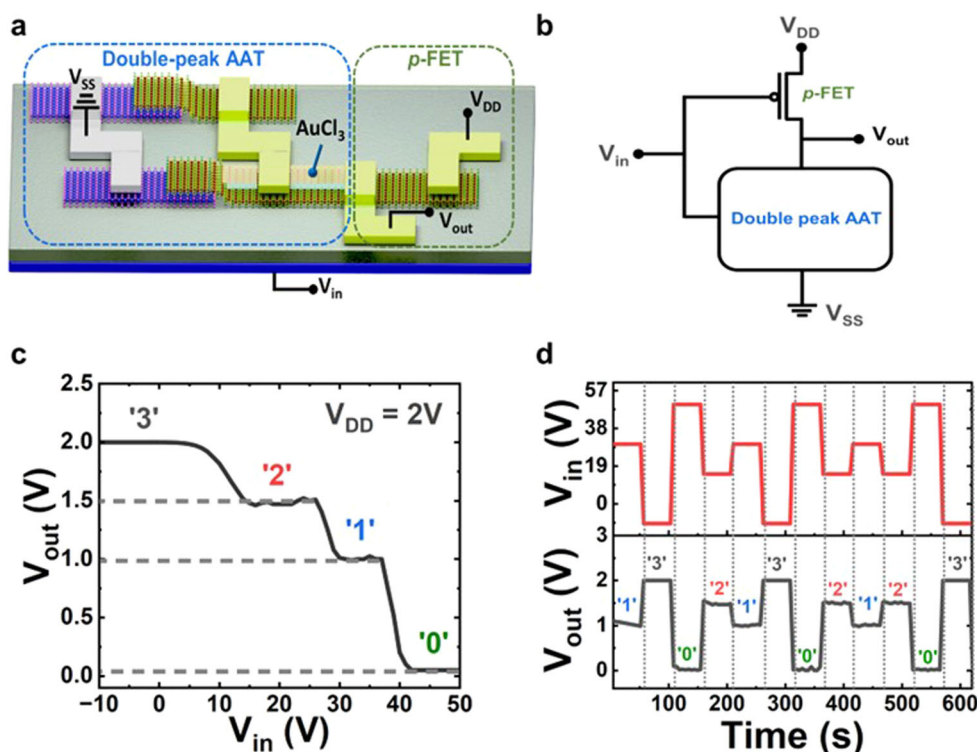 a
Double-peak AAT
p-FET
VSS
VDD
AuCl3
Vout
Vin
b
VDD
p-FET
Vin
Vout
Double peak AAT
VSS
c
Vout (V)
2.5
2.0
1.5
1.0
0.5
0.0
'3'
VDD = 2V
'2'
'1'
'0'
−10 0 10 20 30 40 50
Vin (V)
d
Vin (V)
57
38
19
0
Vout (V)
3
2
1
0
'1' '3' '0' '2' '1' '3' '0' '2' '1' '2' '0' '3'
100 200 300 400 500 600
Time (s)